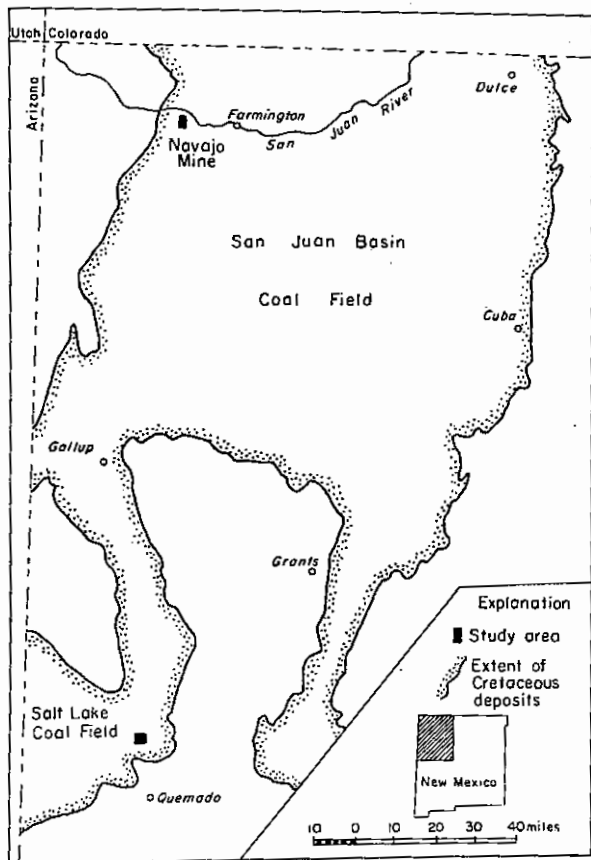 Utah Colorado
Arizona
Dulce
Farmington
San Juan River
Navajo
Mine
San Juan Basin
Coal Field
Cuba
Gallup
Grants
Explanation
Study area
Extent of
Cretaceous
deposits
Salt Lake
Coal Field
New Mexico
Quemado
10 0 10 20 30 40 miles